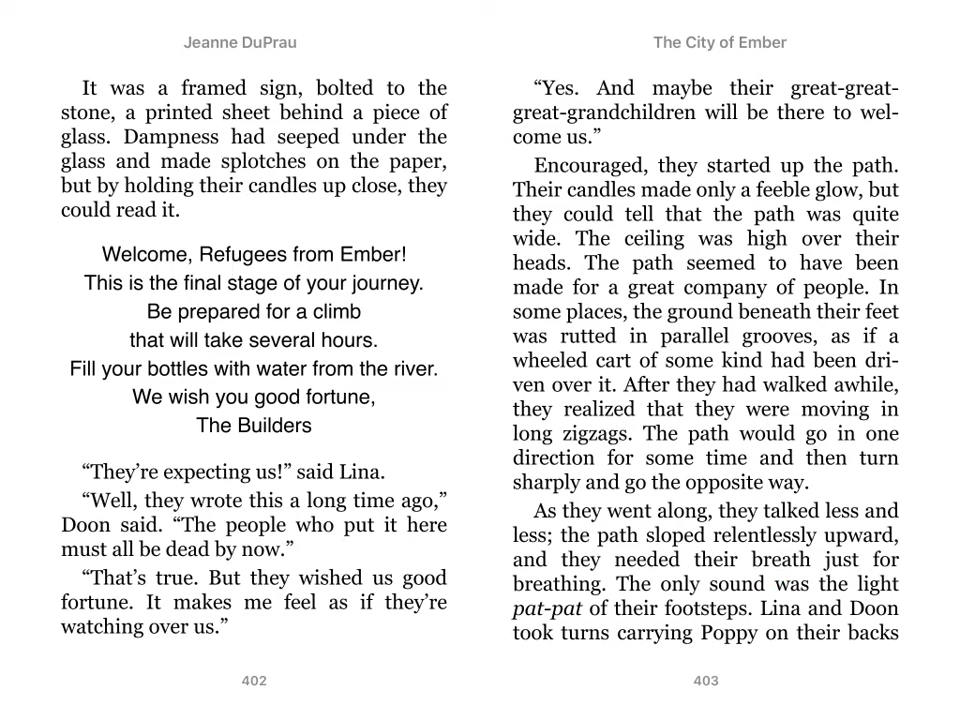 Jeanne DuPrau
It was a framed sign, bolted to the
stone, a printed sheet behind a piece of
glass. Dampness had seeped under the
glass and made splotches on the paper,
but by holding their candles up close, they
could read it.
Welcome, Refugees from Ember!
This is the final stage of your journey.
Be prepared for a climb
that will take several hours.
Fill your bottles with water from the river.
We wish you good fortune,
The Builders
“They’re expecting us!” said Lina.
“Well, they wrote this a long time ago,”
Doon said. “The people who put it here
must all be dead by now.”
“That’s true. But they wished us good
fortune. It makes me feel as if they’re
watching over us.”
402
The City of Ember
“Yes. And maybe their great-great-
great-grandchildren will be there to wel-
come us.”
Encouraged, they started up the path.
Their candles made only a feeble glow, but
they could tell that the path was quite
wide. The ceiling was high over their
heads. The path seemed to have been
made for a great company of people. In
some places, the ground beneath their feet
was rutted in parallel grooves, as if a
wheeled cart of some kind had been dri-
ven over it. After they had walked awhile,
they realized that they were moving in
long zigzags. The path would go in one
direction for some time and then turn
sharply and go the opposite way.
As they went along, they talked less and
less; the path sloped relentlessly upward,
and they needed their breath just for
breathing. The only sound was the light
pat-pat of their footsteps. Lina and Doon
took turns carrying Poppy on their backs
403